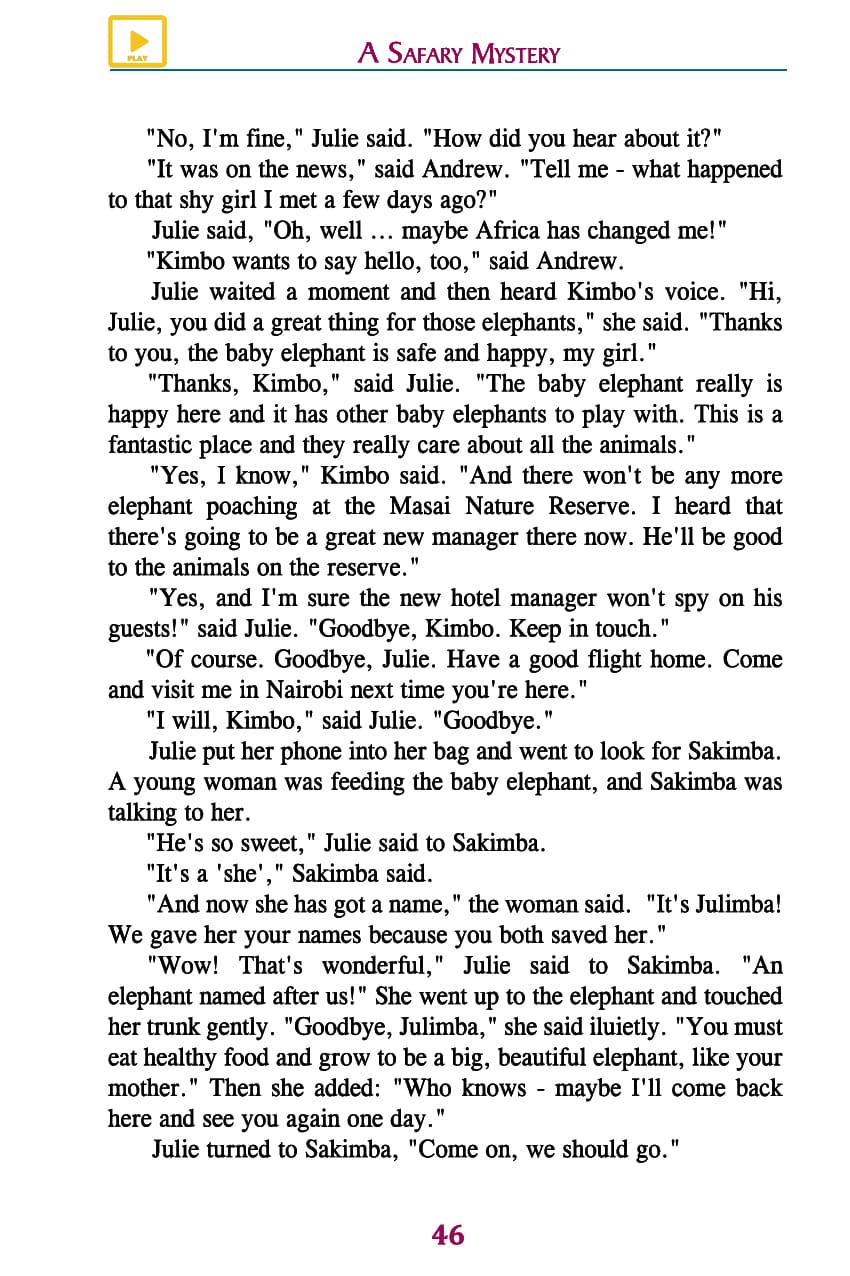 PLAY
A Safary Mystery
"No, I'm fine," Julie said. "How did you hear about it?"
"It was on the news," said Andrew. "Tell me - what happened
to that shy girl I met a few days ago?"
Julie said, "Oh, well ... maybe Africa has changed me!"
"Kimbo wants to say hello, too," said Andrew.
Julie waited a moment and then heard Kimbo's voice. "Hi,
Julie, you did a great thing for those elephants," she said. "Thanks
to you, the baby elephant is safe and happy, my girl."
"Thanks, Kimbo," said Julie. "The baby elephant really is
happy here and it has other baby elephants to play with. This is a
fantastic place and they really care about all the animals."
"Yes, I know," Kimbo said. "And there won't be any more
elephant poaching at the Masai Nature Reserve. I heard that
there's going to be a great new manager there now. He'll be good
to the animals on the reserve."
"Yes, and I'm sure the new hotel manager won't spy on his
guests!" said Julie. "Goodbye, Kimbo. Keep in touch."
"Of course. Goodbye, Julie. Have a good flight home. Come
and visit me in Nairobi next time you're here."
"I will, Kimbo," said Julie. "Goodbye."
Julie put her phone into her bag and went to look for Sakimba.
A young woman was feeding the baby elephant, and Sakimba was
talking to her.
"He's so sweet," Julie said to Sakimba.
"It's a 'she'," Sakimba said.
"And now she has got a name," the woman said. "It's Julimba!
We gave her your names because you both saved her."
"Wow! That's wonderful," Julie said to Sakimba. "An
elephant named after us!" She went up to the elephant and touched
her trunk gently. "Goodbye, Julimba," she said iluietly. "You must
eat healthy food and grow to be a big, beautiful elephant, like your
mother." Then she added: "Who knows - maybe I'll come back
here and see you again one day."
Julie turned to Sakimba, "Come on, we should go."
46